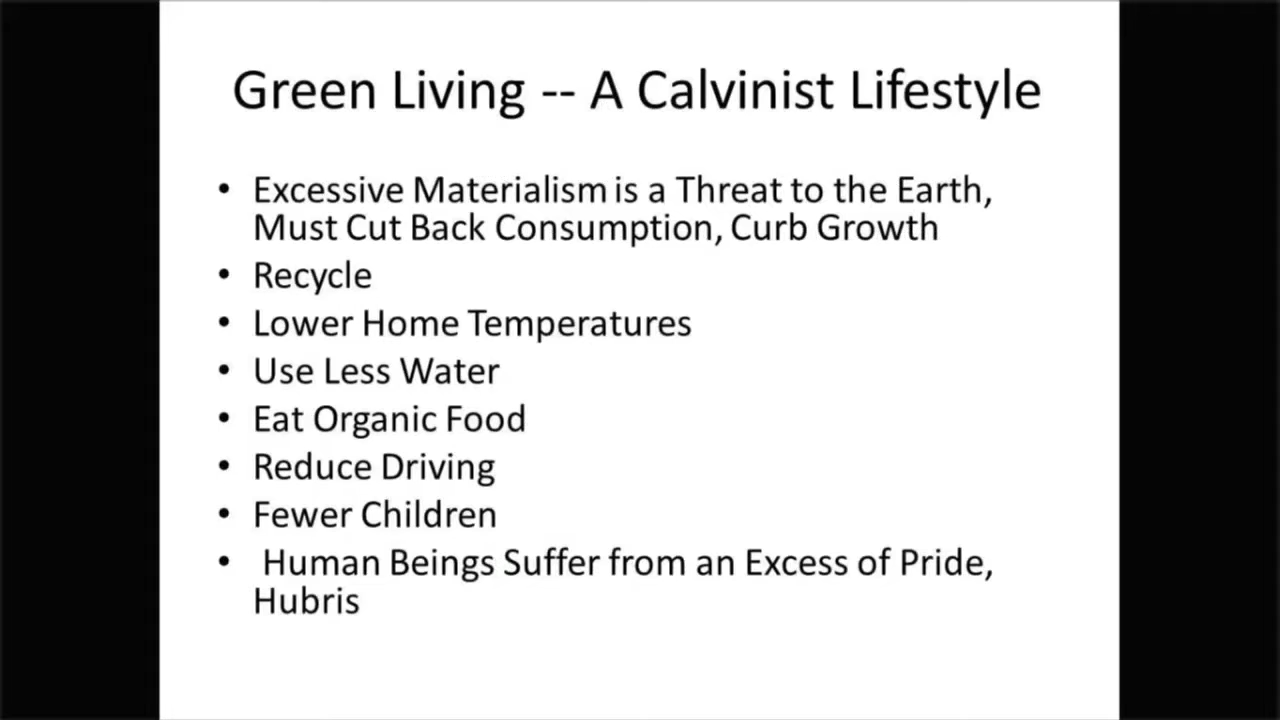 Green Living -- A Calvinist Lifestyle
• Excessive Materialism is a Threat to the Earth,
Must Cut Back Consumption, Curb Growth
• Recycle
• Lower Home Temperatures
• Use Less Water
• Eat Organic Food
• Reduce Driving
• Fewer Children
• Human Beings Suffer from an Excess of Pride,
Hubris